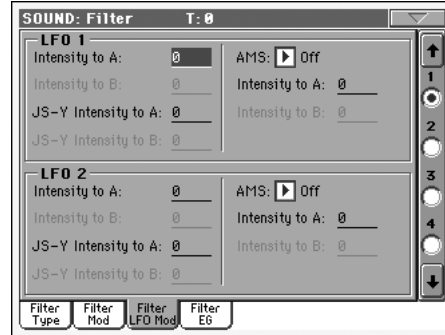 SOUND: Filter T:0
LFO 1
Intensity to A: 0 AMS: Off
Intensity to B: 0 Intensity to A: 0
JS-Y Intensity to A: 0 Intensity to B: 0
JS-Y Intensity to B: 0
LFO 2
Intensity to A: 0 AMS: Off
Intensity to B: 0 Intensity to A: 0
JS-Y Intensity to A: 0 Intensity to B: 0
JS-Y Intensity to B: 0
1
2
3
4
Filter Type Filter Mod Filter LFO Mod Filter EG